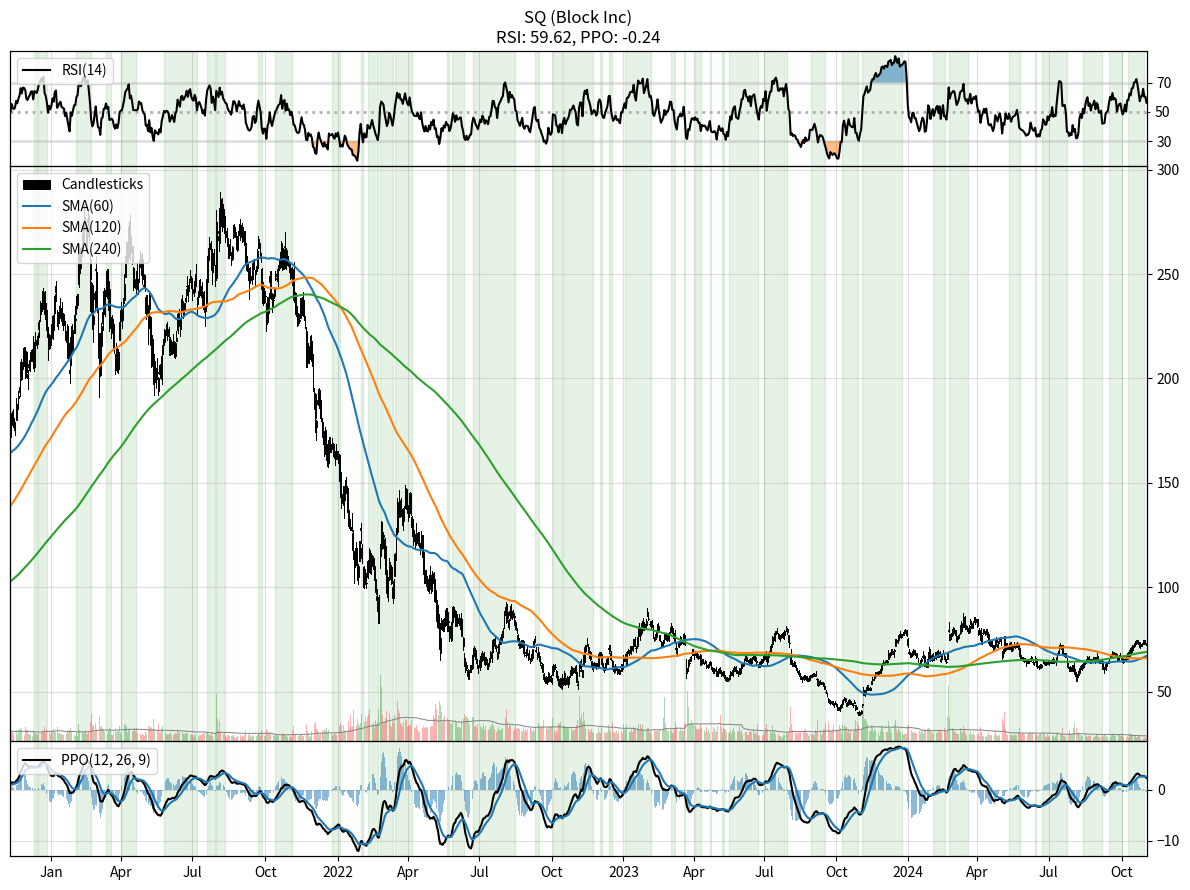 SQ (Block Inc)
RSI: 59.62, PPO: -0.24
RSI(14)
70
50
30
300
Candlesticks
SMA(60)
SMA(120)
SMA(240)
250
200
150
100
50
PPO(12, 26, 9)
0
−10
Jan Apr Jul Oct 2022 Apr Jul Oct 2023 Apr Jul Oct 2024 Apr Jul Oct